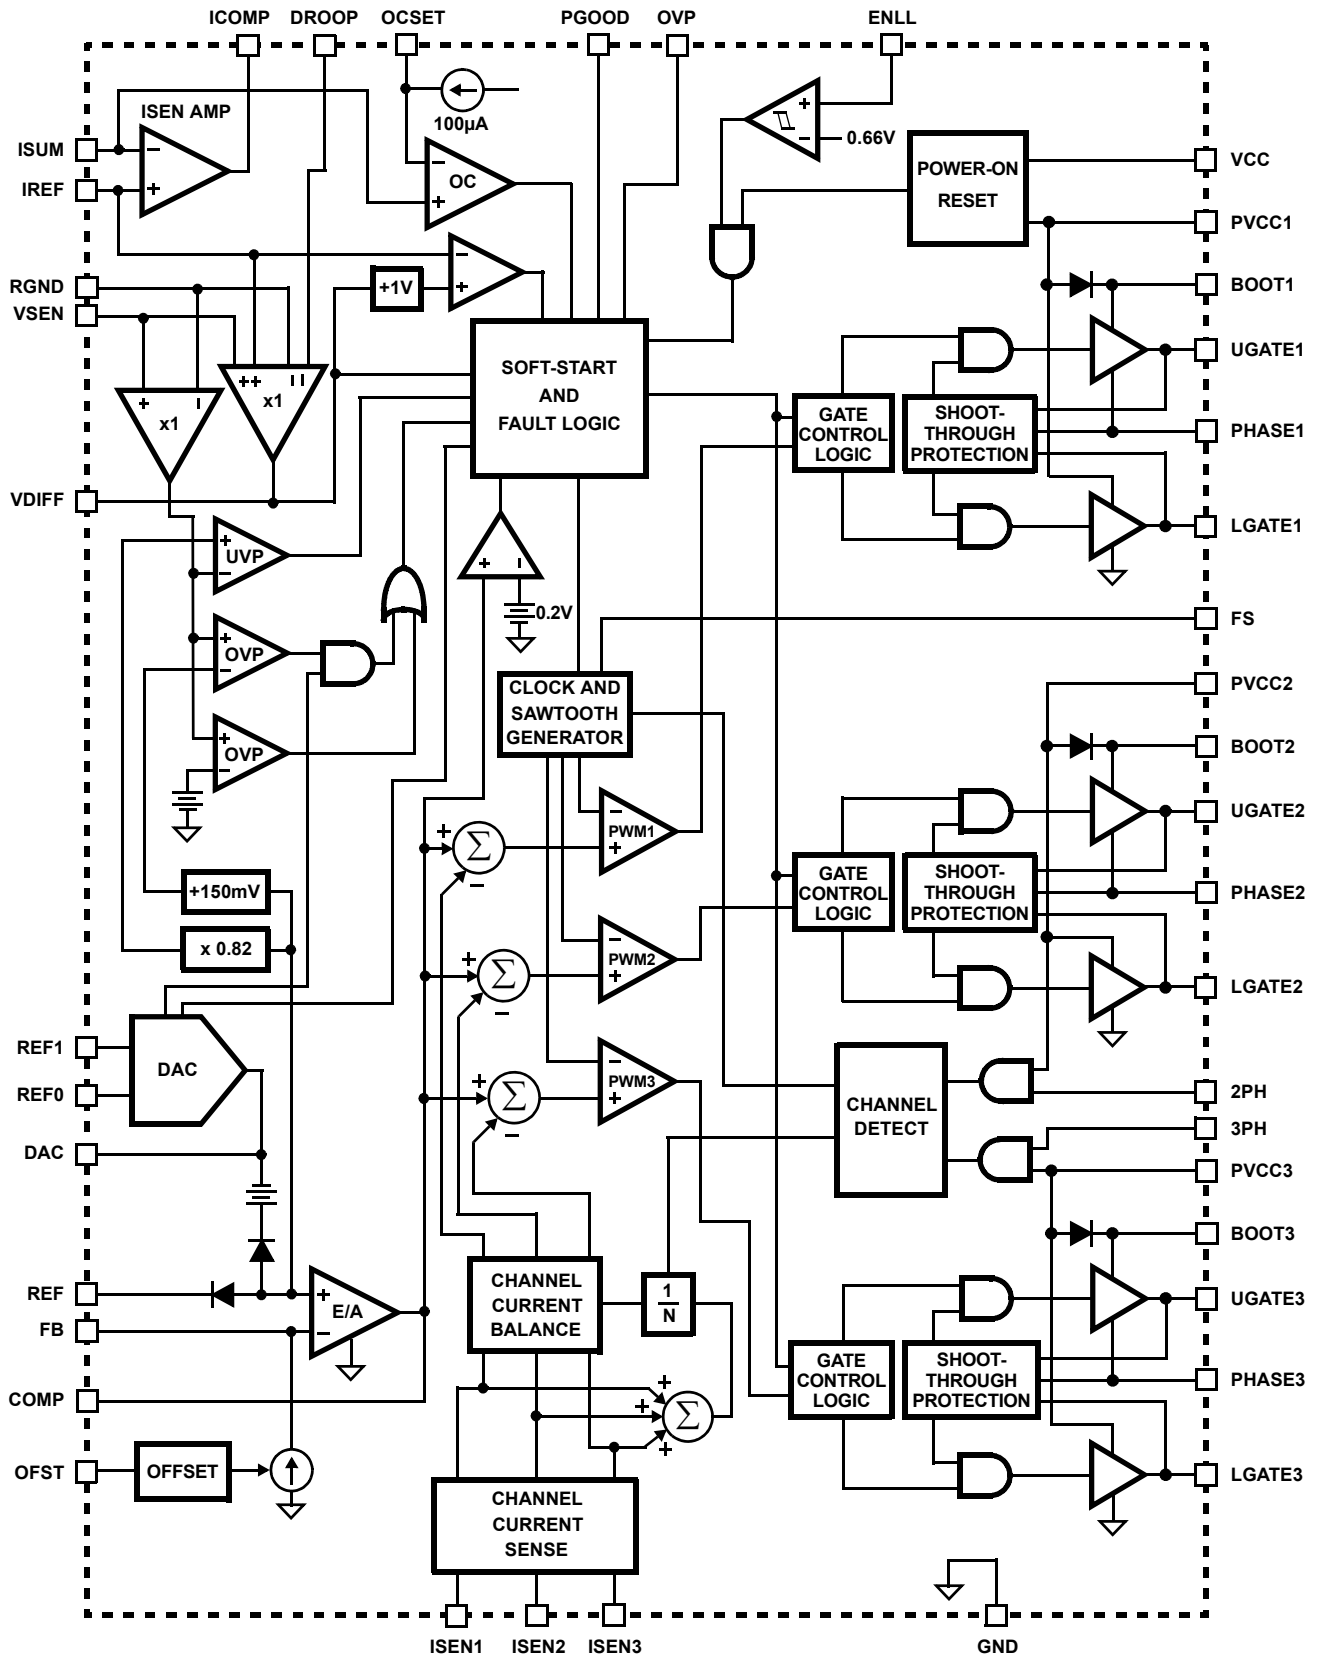 ICOMP DROOP OCSET PGOOD OVP ENLL
100µA
ISEN AMP
ISUM
IREF
RGND
VSEN
VDIFF
−
+
−
+
OC
−
+
+1V
+
−
0.66V
POWER-ON
RESET
VCC
PVCC1
BOOT1
UGATE1
PHASE1
LGATE1
+
−
x1
++
− −
x1
SOFT-START
AND
FAULT LOGIC
GATE
CONTROL
LOGIC
SHOOT-
THROUGH
PROTECTION
+
UVP
−
+
OVP
−
+
OVP
−
+
−
0.2V
FS
CLOCK AND
SAWTOOTH
GENERATOR
PVCC2
BOOT2
UGATE2
PHASE2
LGATE2
+
Σ
−
−
PWM1
+
+150mV
x 0.82
+
Σ
−
−
PWM2
+
GATE
CONTROL
LOGIC
SHOOT-
THROUGH
PROTECTION
REF1
REF0
DAC
DAC
+
Σ
−
−
PWM3
+
CHANNEL
DETECT
2PH
3PH
PVCC3
BOOT3
UGATE3
PHASE3
LGATE3
REF
FB
COMP
OFST
+
E/A
−
OFFSET
CHANNEL
CURRENT
BALANCE
1
N
+
+
Σ
+
GATE
CONTROL
LOGIC
SHOOT-
THROUGH
PROTECTION
CHANNEL
CURRENT
SENSE
ISEN1 ISEN2 ISEN3 GND